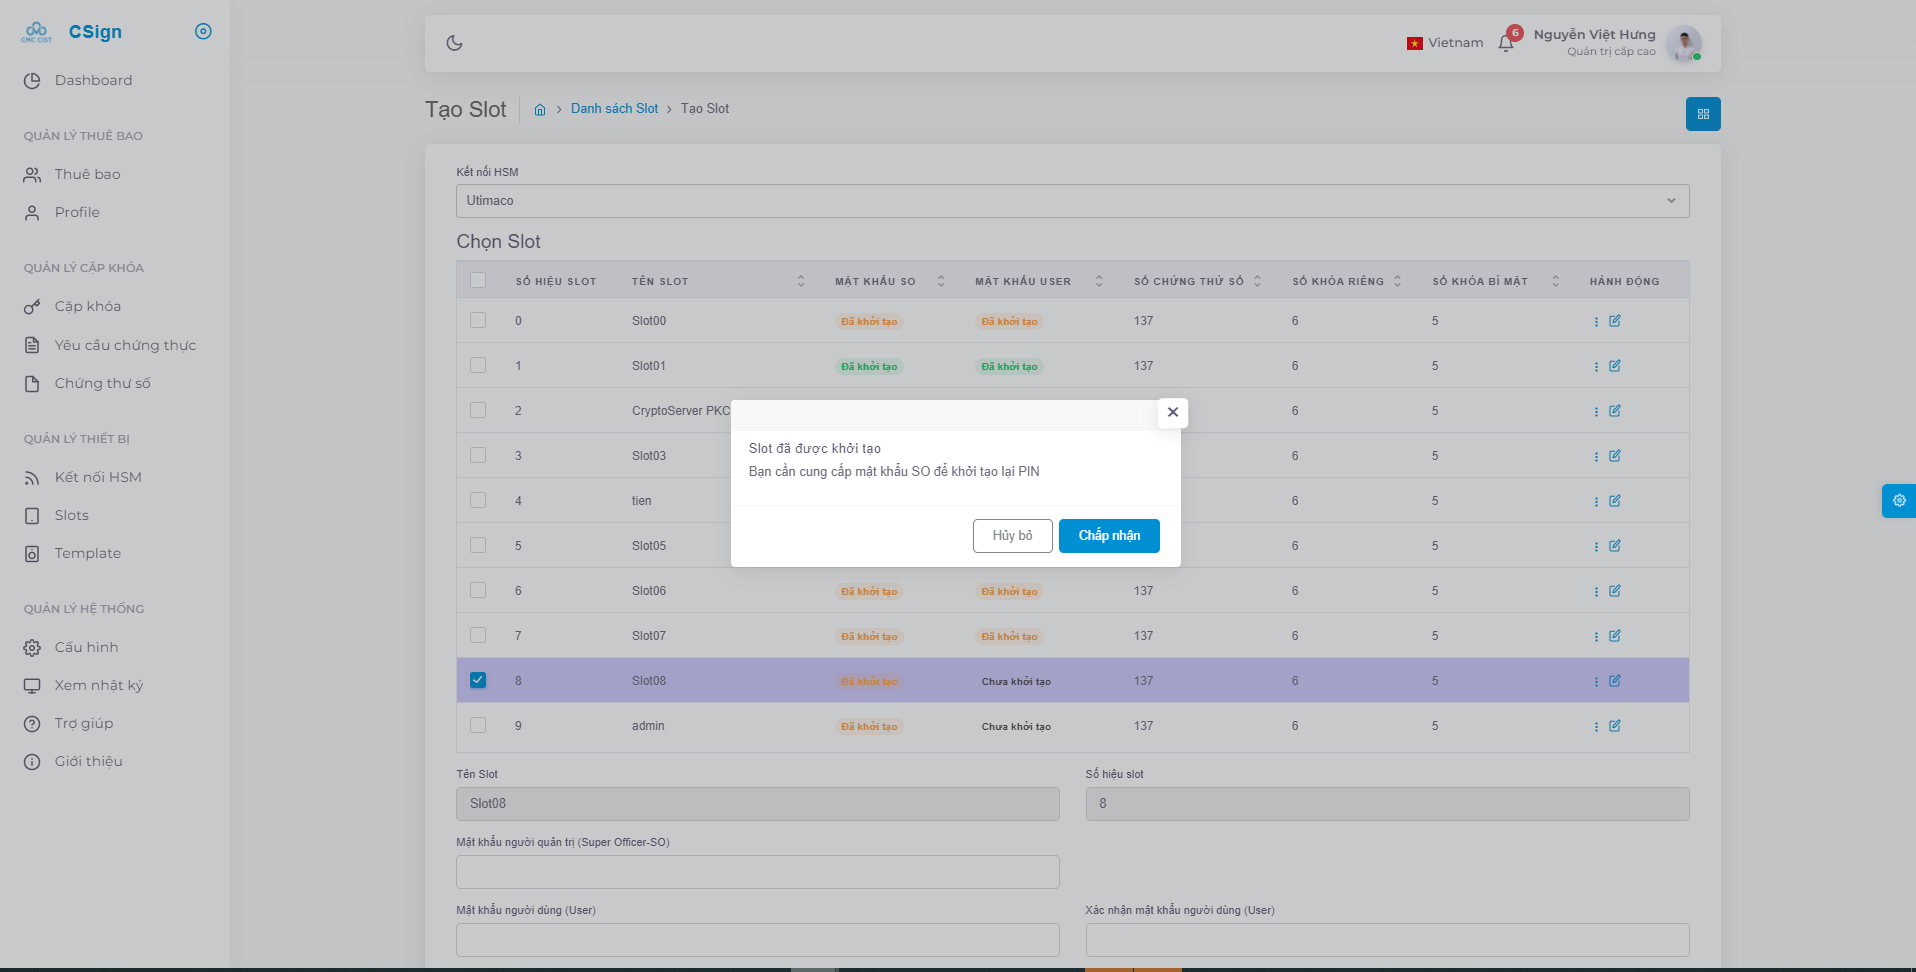 CMC CIST
CSign
Dashboard
QUẢN LÝ THUÊ BAO
Thuê bao
Profile
QUẢN LÝ CẶP KHÓA
Cặp khóa
Yêu cầu chứng thực
Chứng thư số
QUẢN LÝ THIẾT BỊ
Kết nối HSM
Slots
Template
QUẢN LÝ HỆ THỐNG
Cấu hình
Xem nhật ký
Trợ giúp
Giới thiệu
Vietnam
6
Nguyễn Việt Hưng
Quản trị cấp cao
Tạo Slot
Danh sách Slot
Tạo Slot
Kết nối HSM
Utimaco
Chọn Slot
SỐ HIỆU SLOT TÊN SLOT MẬT KHẨU SO MẬT KHẨU USER SỐ CHỨNG THƯ SỐ SỐ KHÓA RIÊNG SỐ KHÓA BÍ MẬT HÀNH ĐỘNG
0 Slot00 Đã khởi tạo Đã khởi tạo 137 6 5
1 Slot01 Đã khởi tạo Đã khởi tạo 137 6 5
2 CryptoServer PKC 6 5
3 Slot03 6 5
4 tien 6 5
5 Slot05 6 5
6 Slot06 Đã khởi tạo Đã khởi tạo 137 6 5
7 Slot07 Đã khởi tạo Đã khởi tạo 137 6 5
8 Slot08 Đã khởi tạo Chưa khởi tạo 137 6 5
9 admin Đã khởi tạo Chưa khởi tạo 137 6 5
Slot đã được khởi tạo
Bạn cần cung cấp mật khẩu SO để khởi tạo lại PIN
Hủy bỏ
Chấp nhận
Tên Slot
Slot08
Số hiệu slot
8
Mật khẩu người quản trị (Super Officer-SO)
Mật khẩu người dùng (User)
Xác nhận mật khẩu người dùng (User)